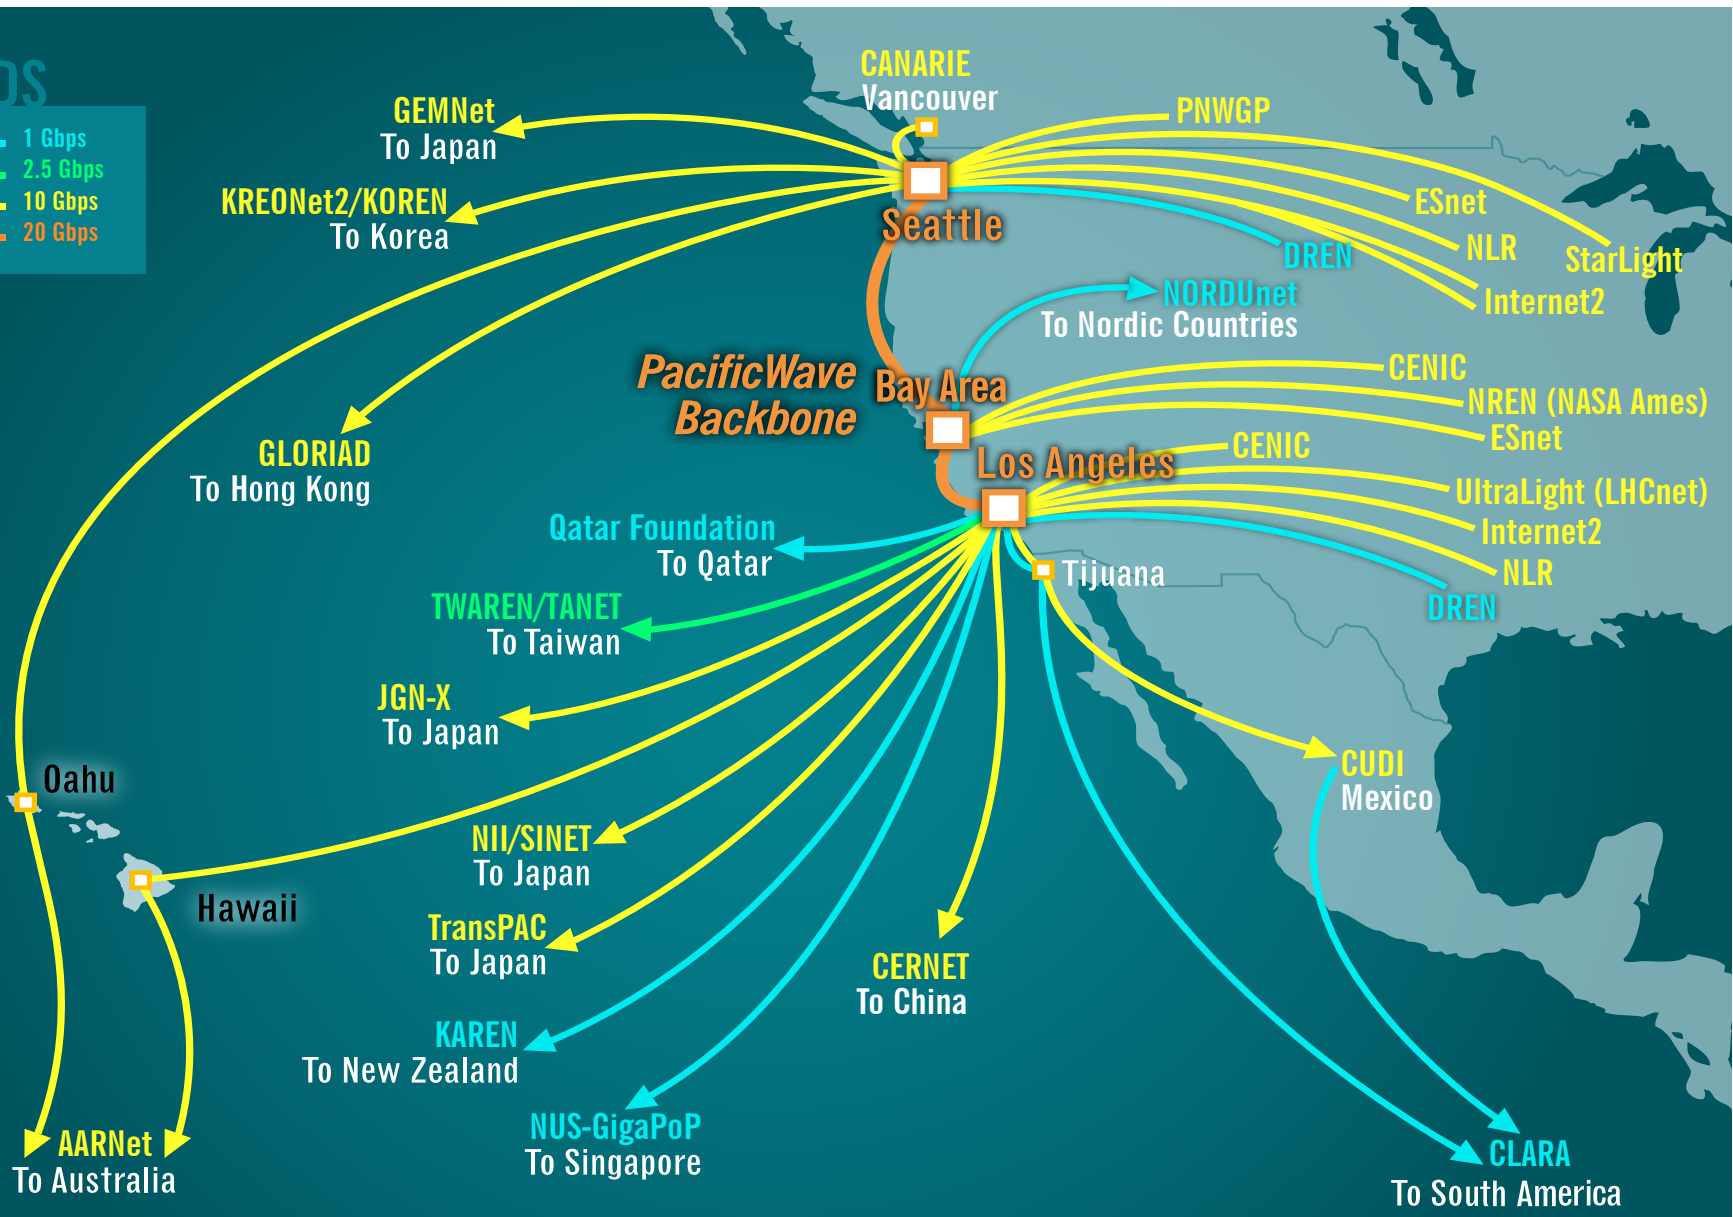 DS
1 Gbps
2.5 Gbps
10 Gbps
20 Gbps
CANARIE
Vancouver
GEMNet
To Japan
PNWGP
KREONet2/KOREN
To Korea
Seattle
ESnet
NLR
StarLight
DREN
Internet2
NORDUnet
To Nordic Countries
PacificWave
Backbone
Bay Area
CENIC
NREN (NASA Ames)
ESnet
GLORIAD
To Hong Kong
Los Angeles
CENIC
UltraLight (LHCnet)
Internet2
NLR
DREN
Qatar Foundation
To Qatar
Tijuana
TWAREN/TANET
To Taiwan
JGN-X
To Japan
Oahu
CUDI
Mexico
NII/SINET
To Japan
Hawaii
TransPAC
To Japan
CERNET
To China
KAREN
To New Zealand
NUS-GigaPoP
To Singapore
AARNet
To Australia
CLARA
To South America